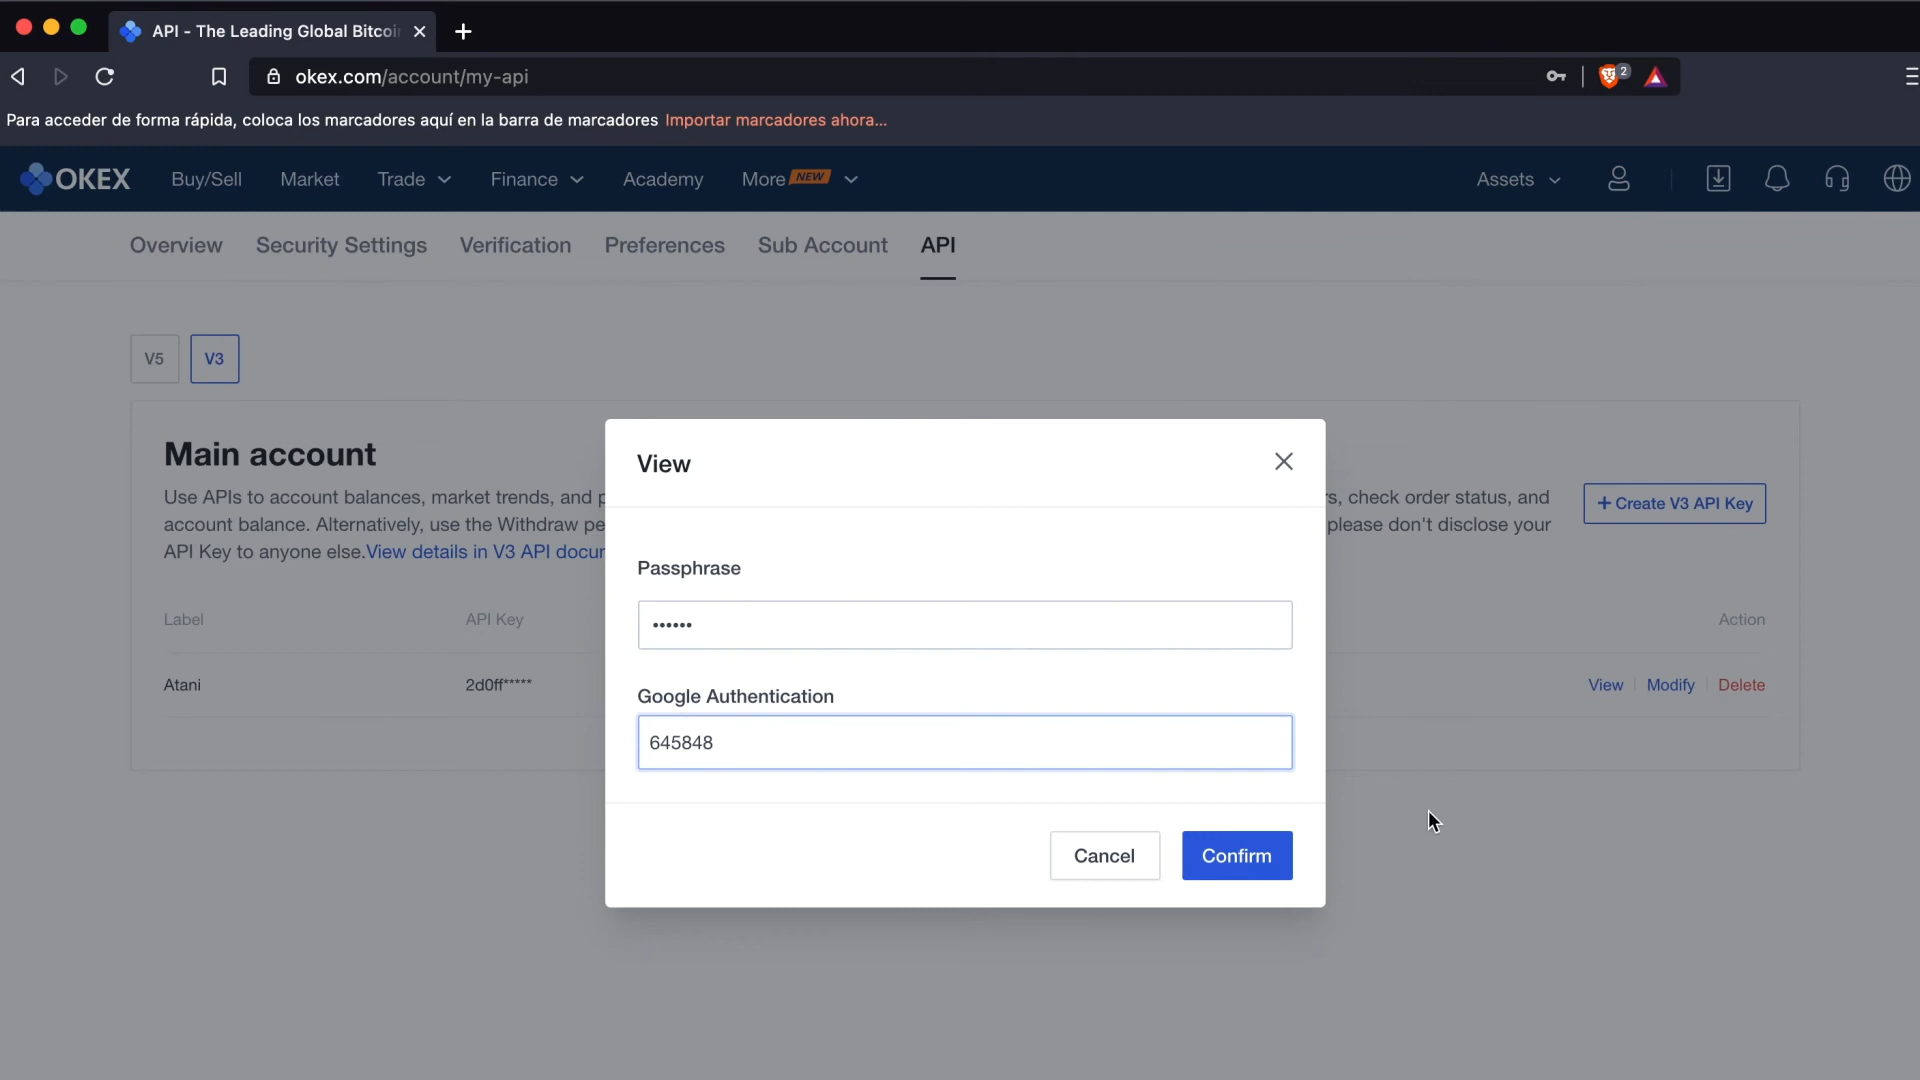 API - The Leading Global Bitcoi
okex.com/account/my-api
2
Para acceder de forma rápida, coloca los marcadores aquí en la barra de marcadores Importar marcadores ahora...
OKEX Buy/Sell Market Trade Finance Academy More NEW Assets
Overview Security Settings Verification Preferences Sub Account API
V5 V3
Main account
Use APIs to account balances, market trends, and p
rs, check order status, and
account balance. Alternatively, use the Withdraw pe
please don't disclose your
API Key to anyone else.View details in V3 API docur
+ Create V3 API Key
Label API Key Action
Atani 2d0ff***** View Modify Delete
View
Passphrase
••••••
Google Authentication
645848
Cancel Confirm